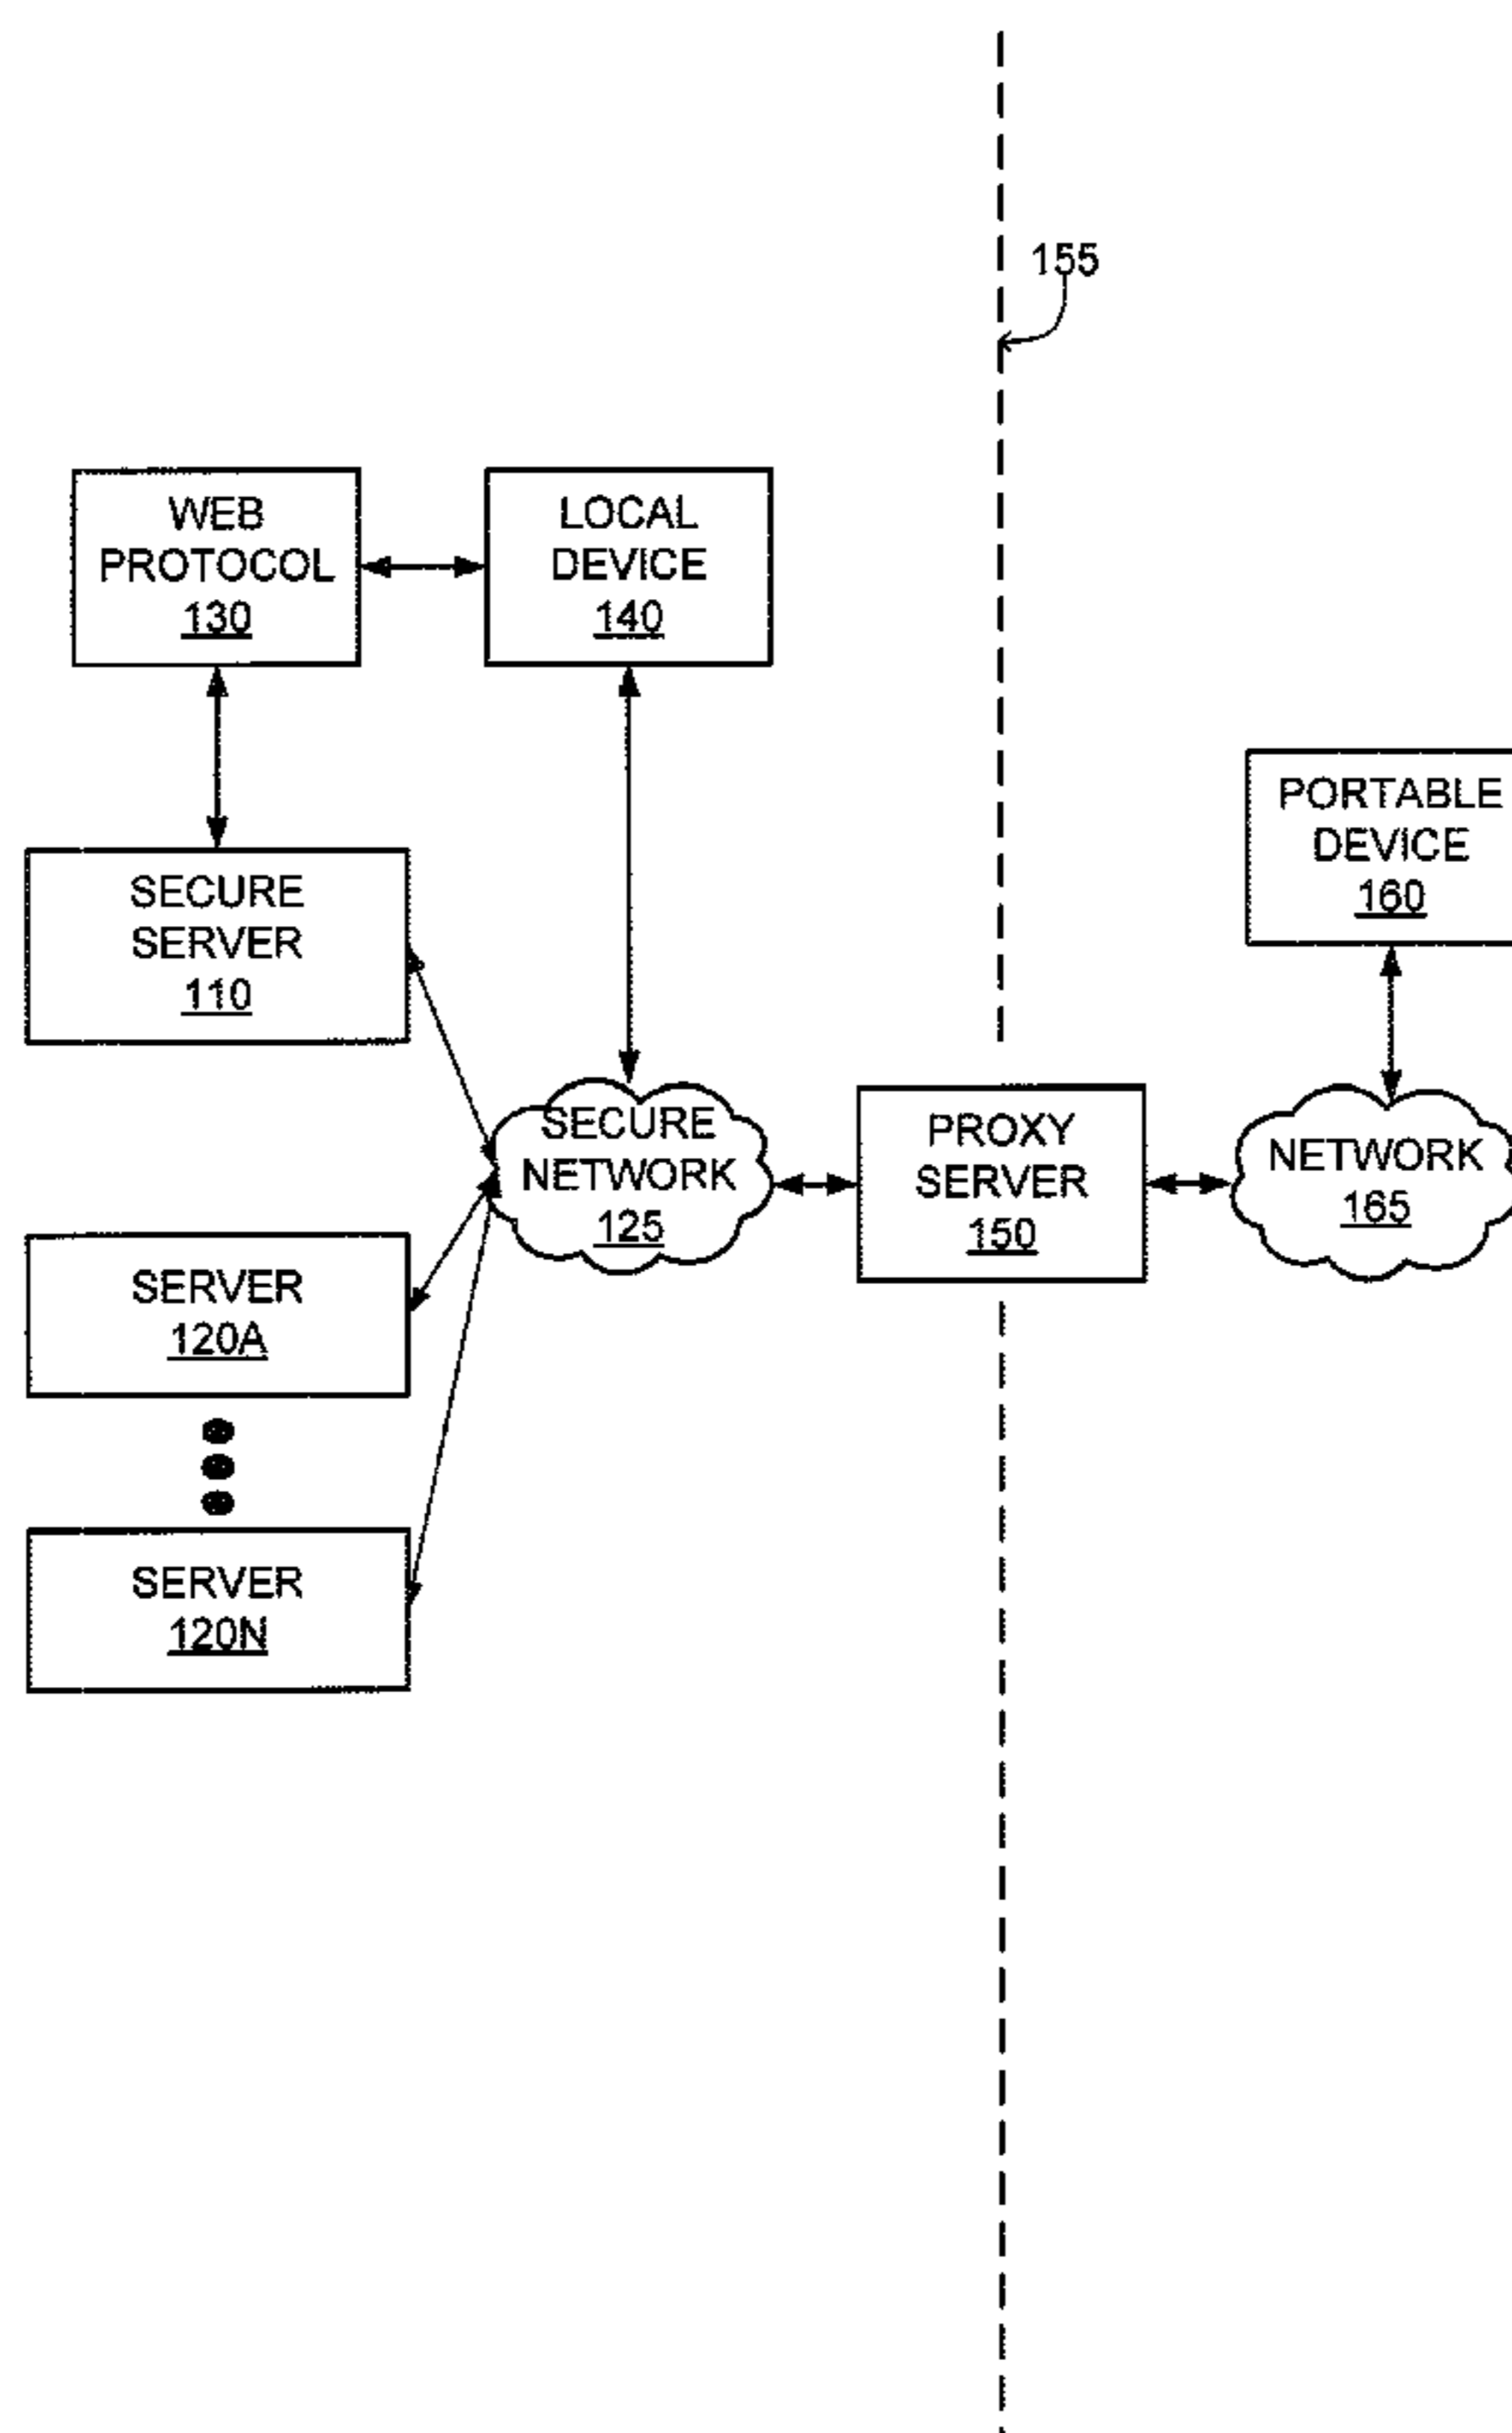 155
WEB
PROTOCOL
130
LOCAL
DEVICE
140
PORTABLE
DEVICE
160
SECURE
SERVER
110
SECURE
NETWORK
125
PROXY
SERVER
150
NETWORK
165
SERVER
120A
SERVER
120N